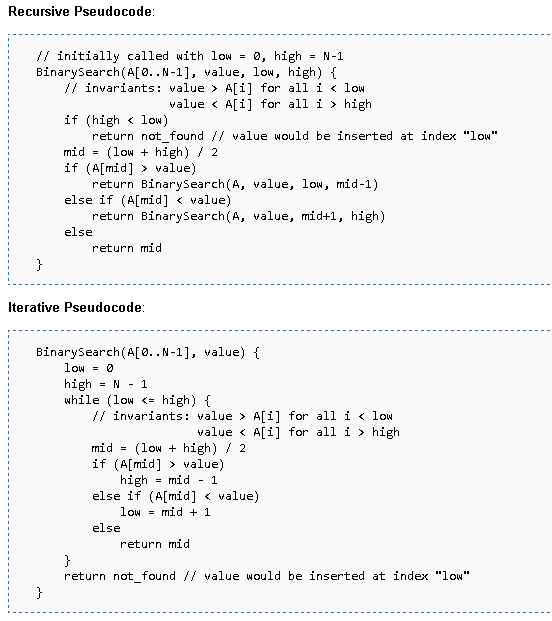 Recursive Pseudocode:
// initially called with low = 0, high = N-1
BinarySearch(A[0..N-1], value, low, high) {
// invariants: value > A[i] for all i < low
value < A[i] for all i > high
if (high < low)
return not_found // value would be inserted at index "low"
mid = (low + high) / 2
if (A[mid] > value)
return BinarySearch(A, value, low, mid-1)
else if (A[mid] < value)
return BinarySearch(A, value, mid+1, high)
else
return mid
}
Iterative Pseudocode:
BinarySearch(A[0..N-1], value) {
low = 0
high = N - 1
while (low <= high) {
// invariants: value > A[i] for all i < low
value < A[i] for all i > high
mid = (low + high) / 2
if (A[mid] > value)
high = mid - 1
else if (A[mid] < value)
low = mid + 1
else
return mid
}
return not_found // value would be inserted at index "low"
}